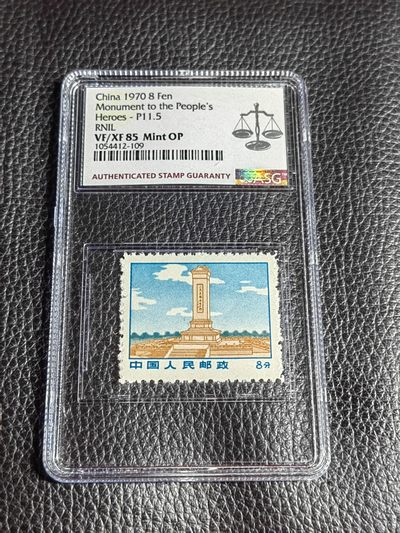 China 1970 8 Fen
Monument to the People's
Heroes - P11.5
RNIL
VF/XF 85 Mint OP
1054412-109
AUTHENTICATED STAMP GUARANTY
ASG
中国人民邮政 8分